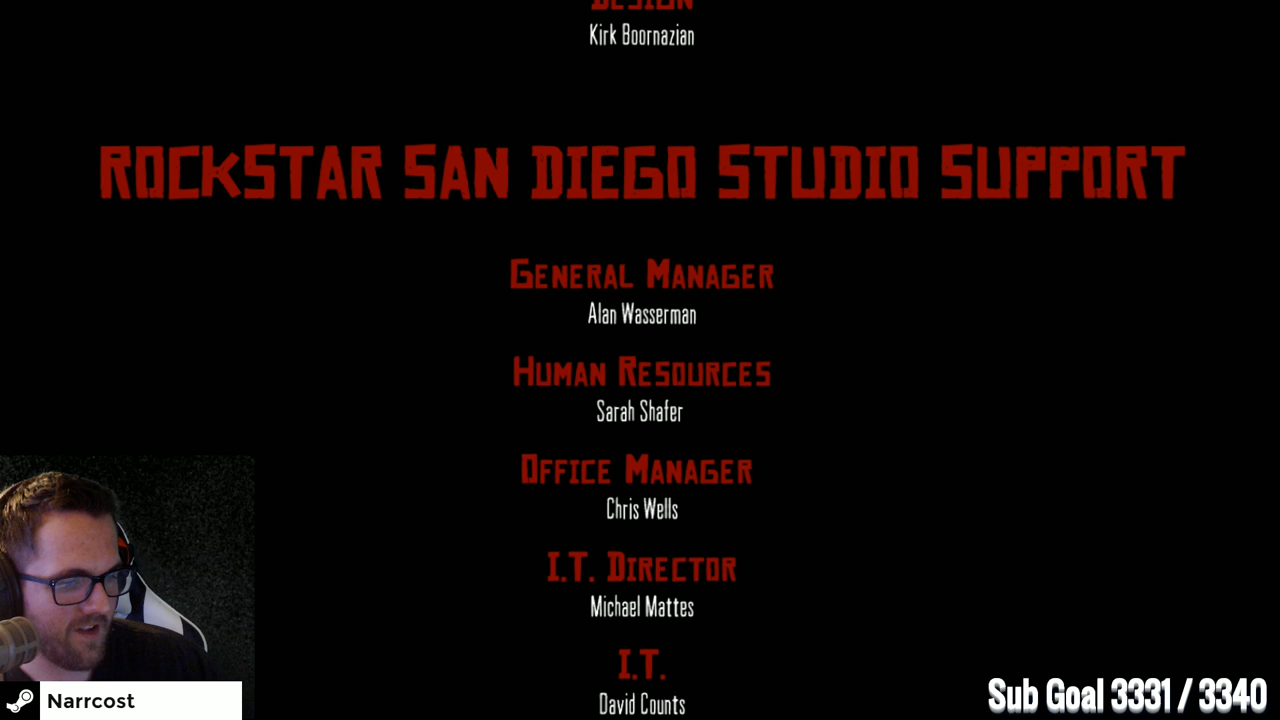 DESIGN
Kirk Boornazian
ROCKSTAR SAN DIEGO STUDIO SUPPORT
GENERAL MANAGER
Alan Wasserman
HUMAN RESOURCES
Sarah Shafer
OFFICE MANAGER
Chris Wells
I.T. DIRECTOR
Michael Mattes
I.T.
David Counts
Narrcost
Sub Goal 3331 / 3340